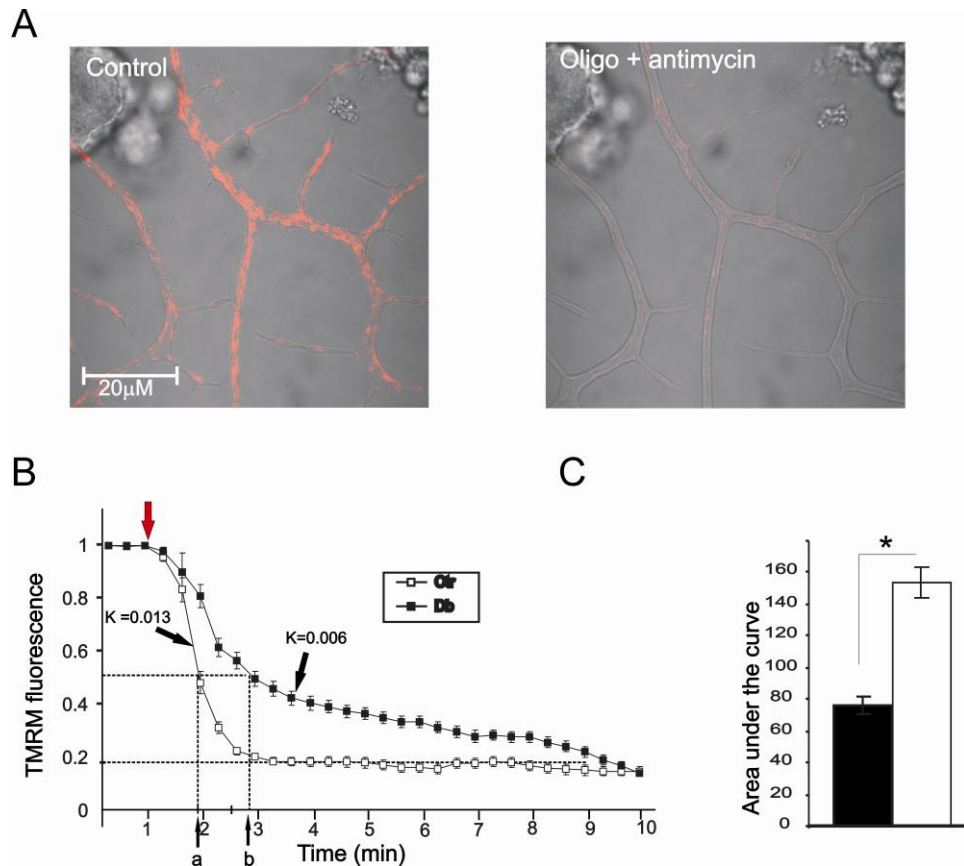 A
Control
20µM
Oligo + antimycin
B
TMRM fluorescence
1
0.8
0.6
0.4
0.2
0
K =0.013
K=0.006
Ctr
Db
1 2 3 4 5 6 7 8 9 10
a b
Time (min)
C
Area under the curve
160
140
120
100
80
60
40
20
0
*